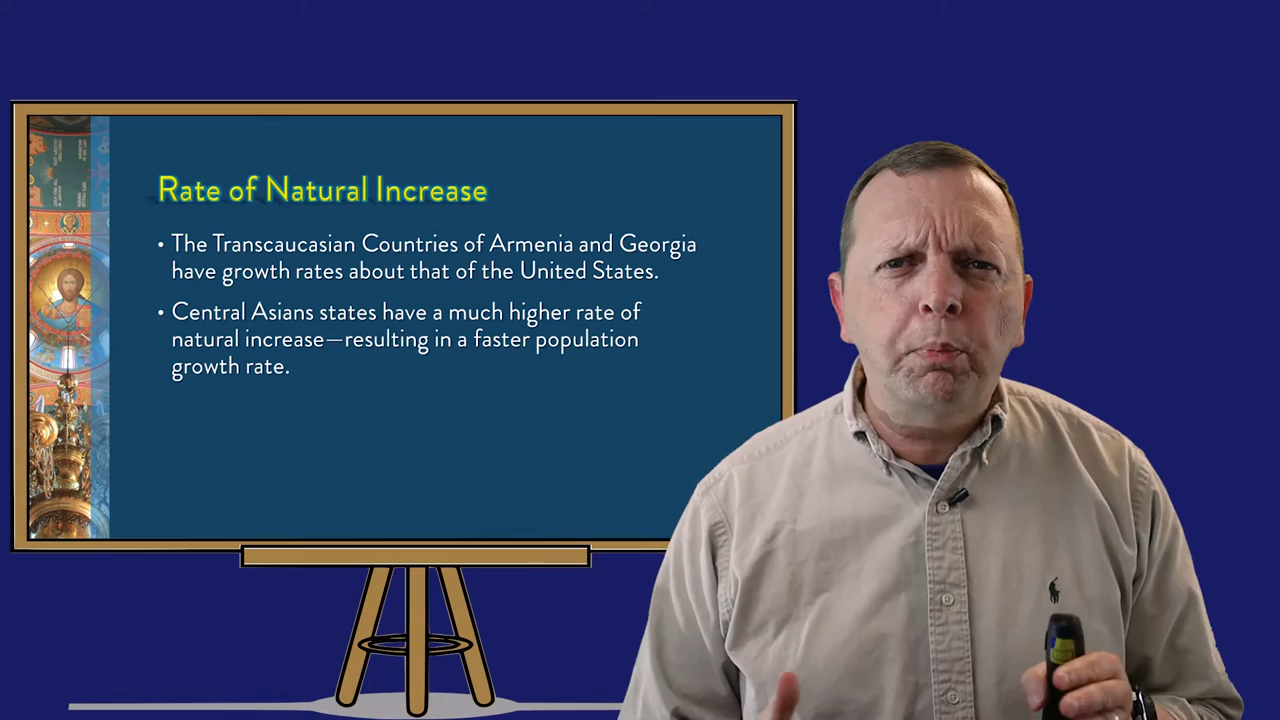 Rate of Natural Increase
• The Transcaucasian Countries of Armenia and Georgia
have growth rates about that of the United States.
• Central Asians states have a much higher rate of
natural increase—resulting in a faster population
growth rate.